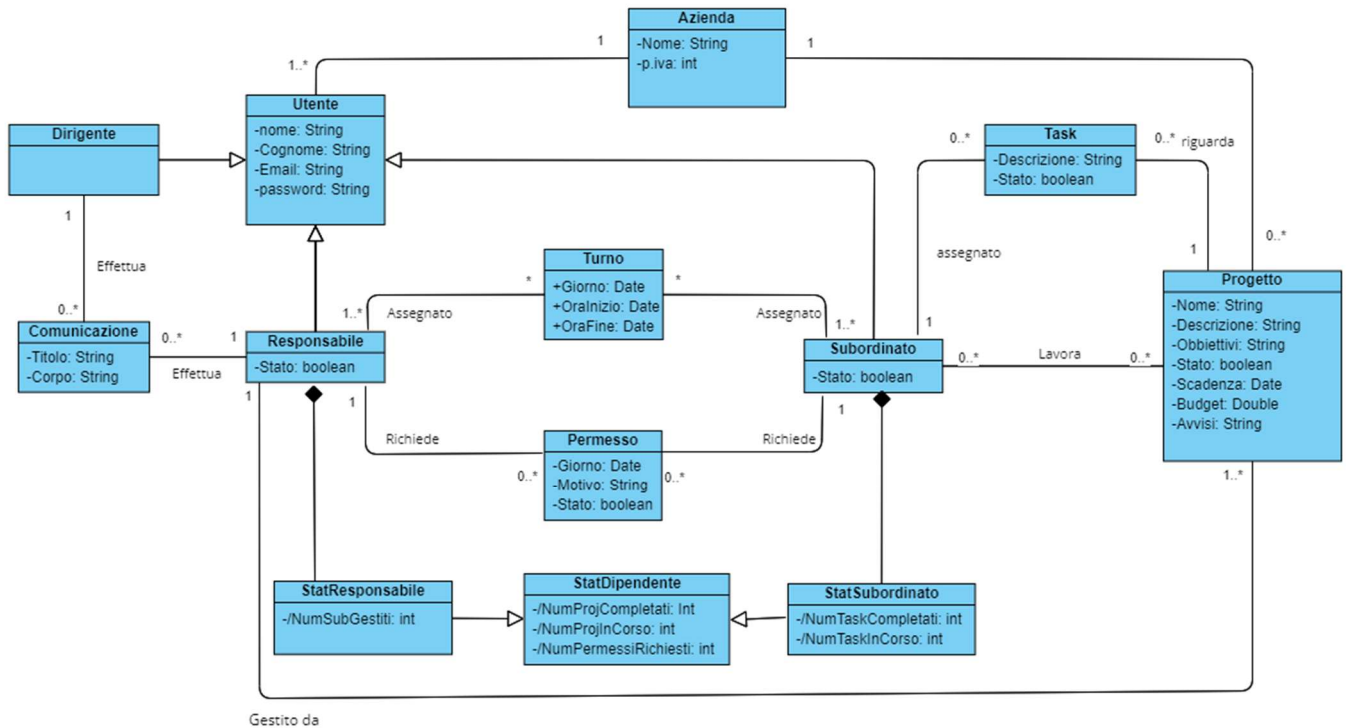 Azienda
-Nome: String
-p.iva: int
1
1
1..*
Utente
-nome: String
-Cognome: String
-Email: String
-password: String
Dirigente
1
Effettua
0..*
Task
-Descrizione: String
-Stato: boolean
0..*
0..*
riguarda
assegnato
1
1
0..*
Turno
+Giorno: Date
+OraInizio: Date
+OraFine: Date
*
*
Assegnato
Assegnato
1..*
1..*
Comunicazione
-Titolo: String
-Corpo: String
0..*
1
Effettua
Responsabile
-Stato: boolean
1
1
Subordinato
-Stato: boolean
1
0..*
Lavora
0..*
Progetto
-Nome: String
-Descrizione: String
-Obbiettivi: String
-Stato: boolean
-Scadenza: Date
-Budget: Double
-Avvisi: String
1..*
Richiede
Richiede
Permesso
-Giorno: Date
-Motivo: String
-Stato: boolean
0..*
0..*
StatResponsabile
-/NumSubGestiti: int
StatDipendente
-/NumProjCompletati: Int
-/NumProjInCorso: int
-/NumPermessiRichiesti: int
StatSubordinato
-/NumTaskCompletati: int
-/NumTaskInCorso: int
Gestito da